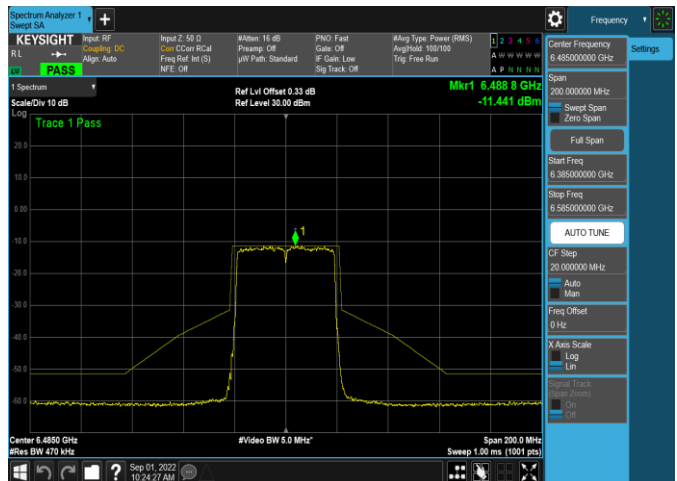 Spectrum Analyzer 1
Swept SA
Frequency
KEYSIGHT
RL
PASS
Input: RF
Coupling: DC
Align: Auto
Input Z: 50 Ω
Corr CCorr RCal
Freq Ref: Int (S)
NFE: Off
#Atten: 16 dB
Preamp: Off
µW Path: Standard
PNO: Fast
Gate: Off
IF Gain: Low
Sig Track: Off
#Avg Type: Power (RMS)
Avg|Hold: 100/100
Trig: Free Run
1 2 3 4 5 6
A W W W W W
A P N N N N
1 Spectrum
Scale/Div 10 dB
Log
Ref Lvl Offset 0.33 dB
Ref Level 30.00 dBm
Mkr1 6.488 8 GHz
-11.441 dBm
Trace 1 Pass
20.0
10.0
0.00
-10.0
-20.0
-30.0
-40.0
-50.0
-60.0
1
Center 6.4850 GHz
#Res BW 470 kHz
#Video BW 5.0 MHz*
Span 200.0 MHz
Sweep 1.00 ms (1001 pts)
Sep 01, 2022
10:24:27 AM
Center Frequency
6.485000000 GHz
Settings
Span
200.000000 MHz
Swept Span
Zero Span
Full Span
Start Freq
6.385000000 GHz
Stop Freq
6.585000000 GHz
AUTO TUNE
CF Step
20.000000 MHz
Auto
Man
Freq Offset
0 Hz
X Axis Scale
Log
Lin
Signal Track
(Span Zoom)
On
Off